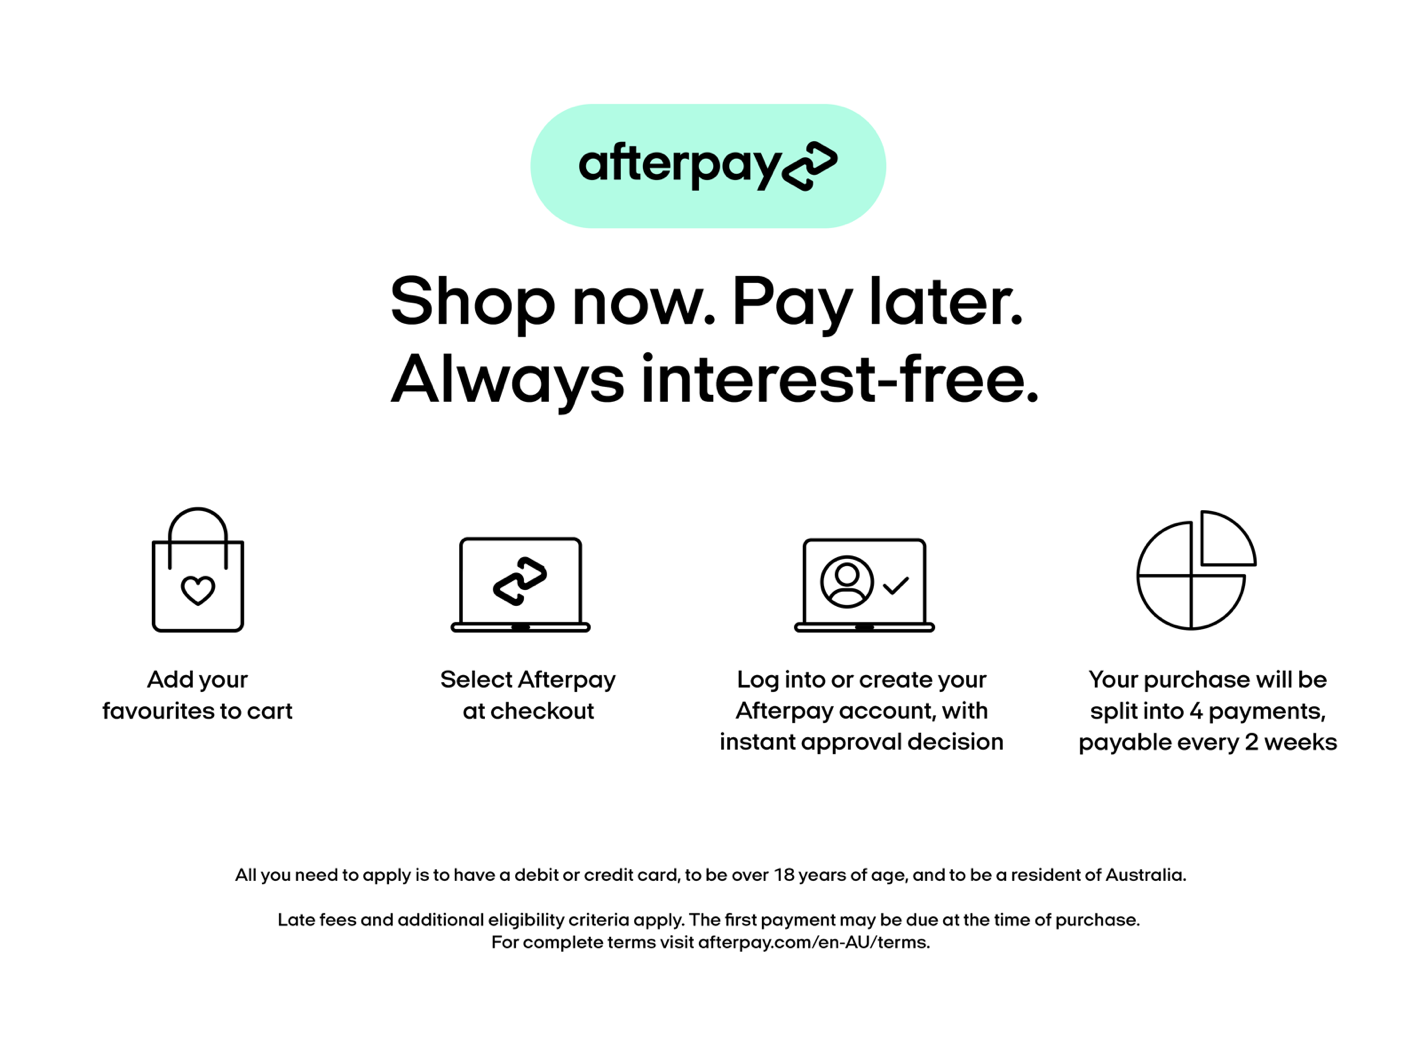 afterpay
Shop now. Pay later.
Always interest-free.
Add your
favourites to cart
Select Afterpay
at checkout
Log into or create your
Afterpay account, with
instant approval decision
Your purchase will be
split into 4 payments,
payable every 2 weeks
All you need to apply is to have a debit or credit card, to be over 18 years of age, and to be a resident of Australia.
Late fees and additional eligibility criteria apply. The first payment may be due at the time of purchase.
For complete terms visit afterpay.com/en-AU/terms.